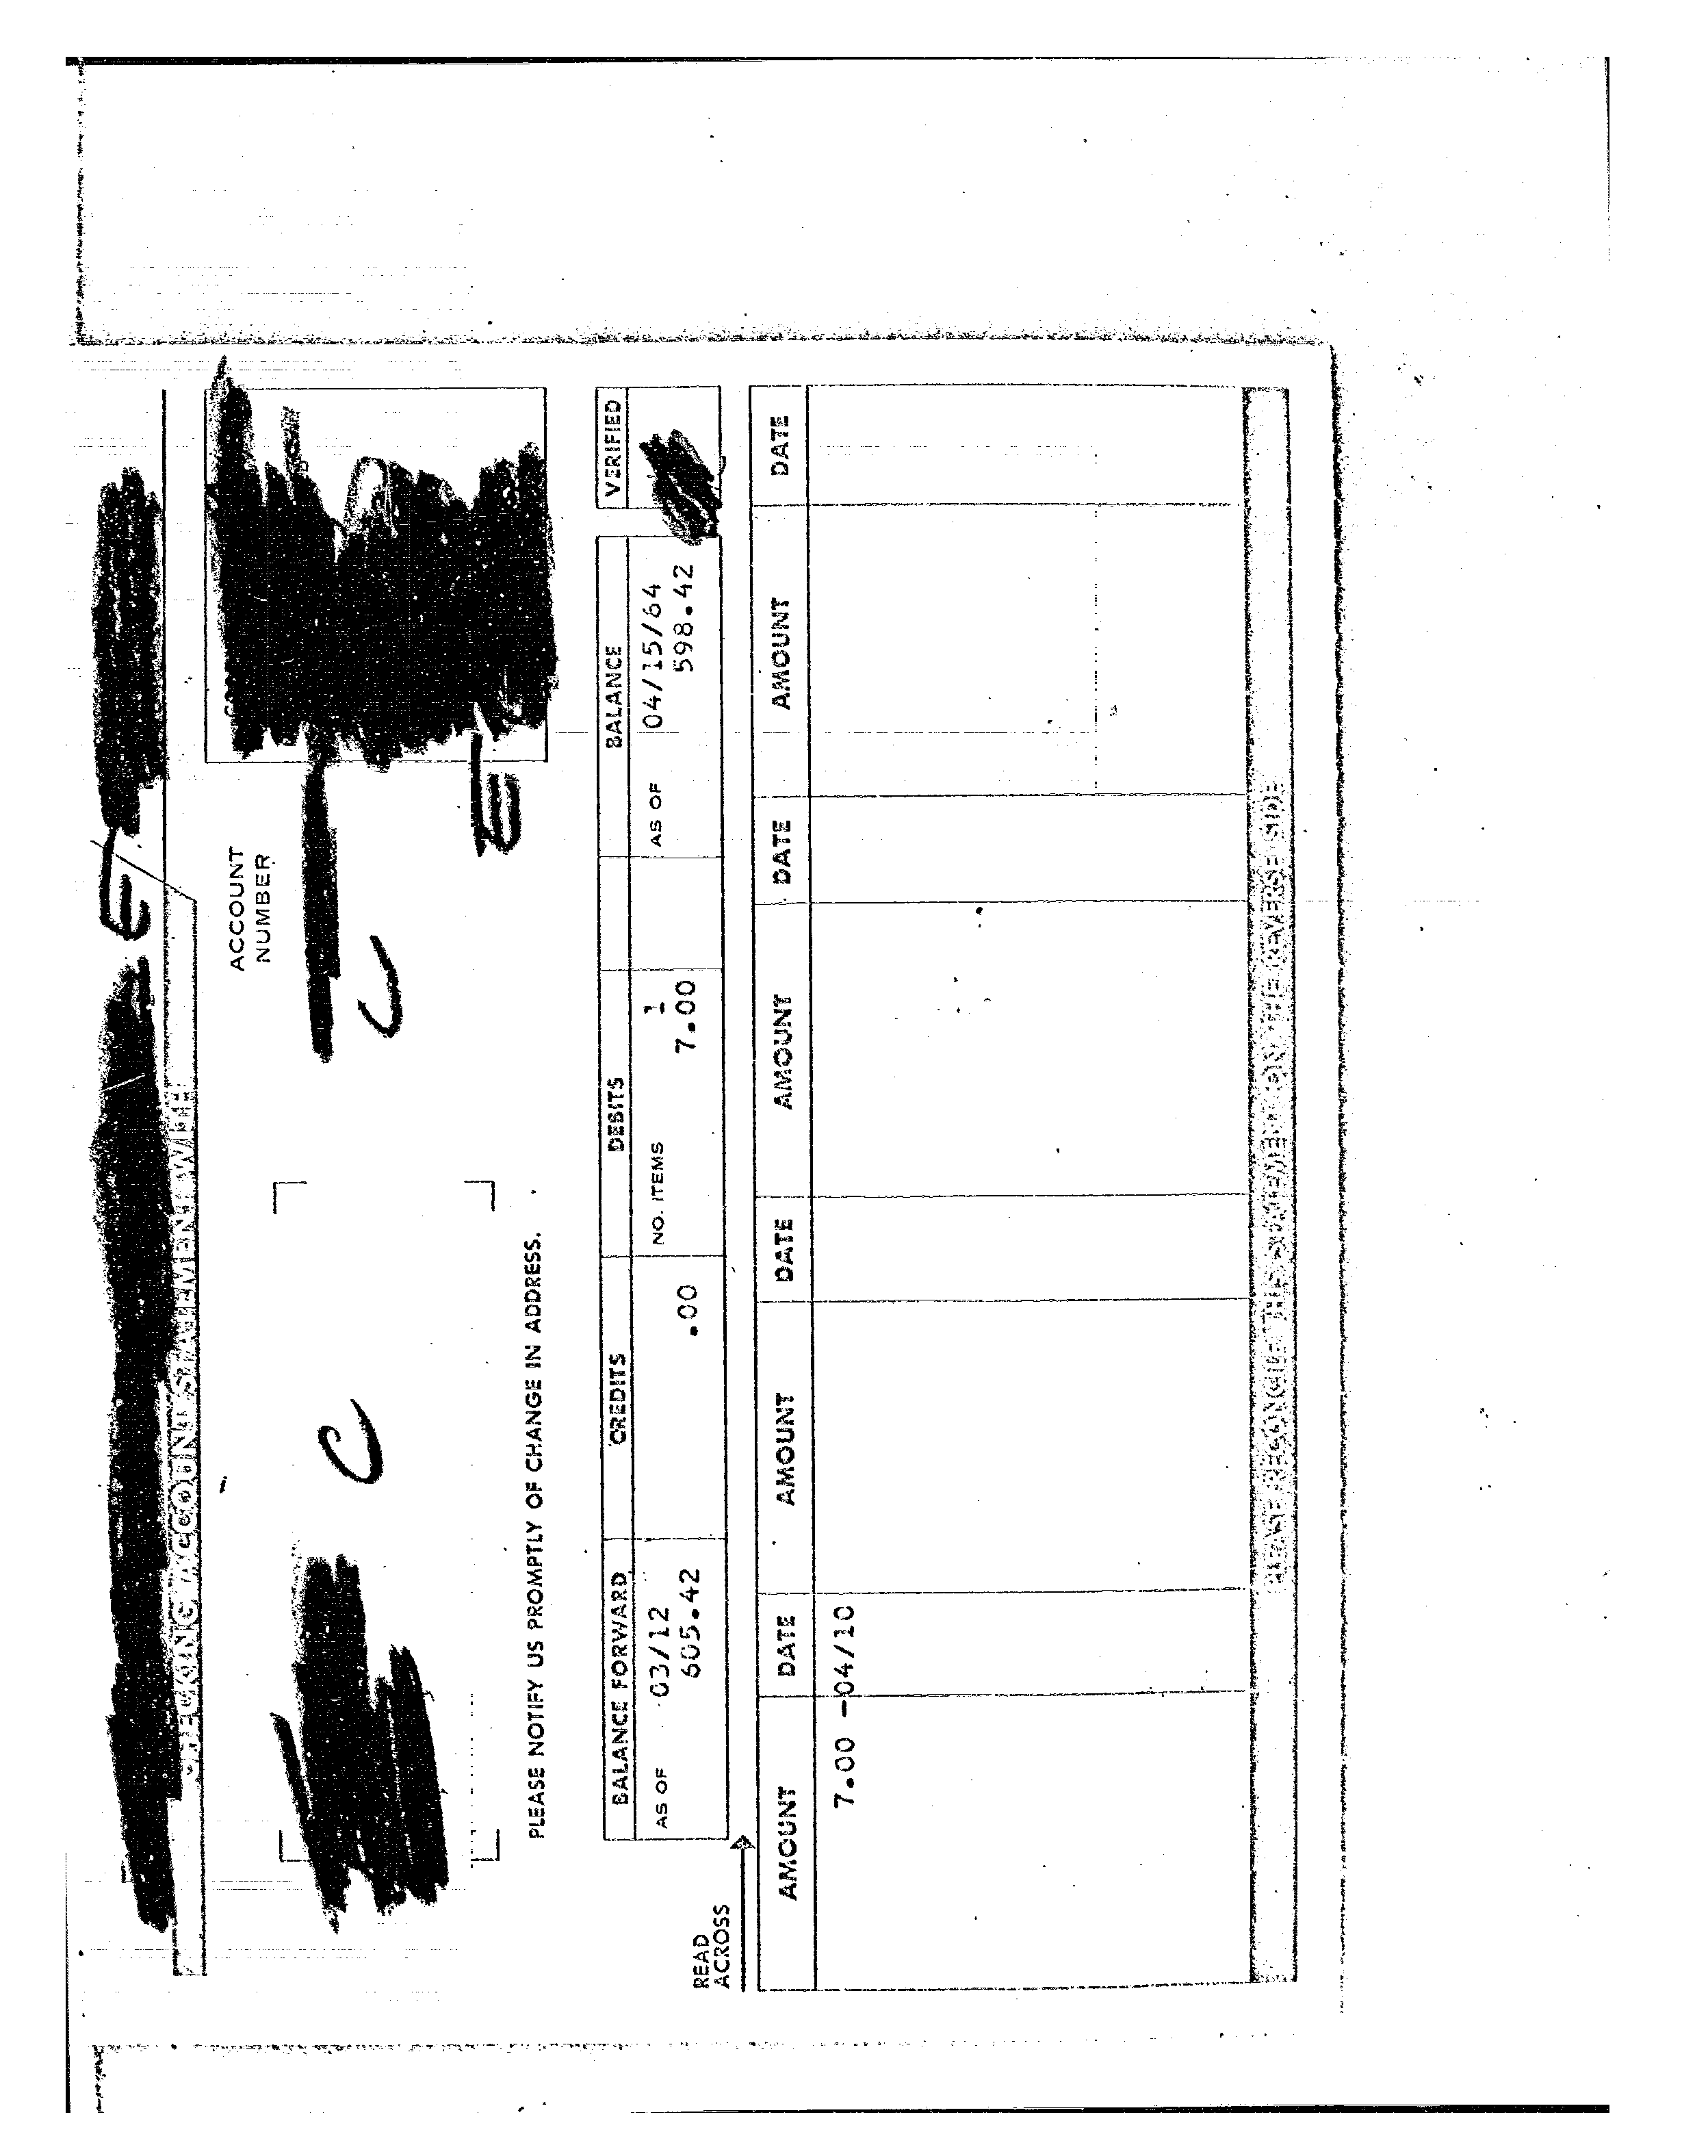 E
CHECKING ACCOUNT STATEMENT WITH
ACCOUNT
NUMBER
C
C
E
PLEASE NOTIFY US PROMPTLY OF CHANGE IN ADDRESS.
BALANCE FORWARD CREDITS DEBITS BALANCE VERIFIED
AS OF 03/12 NO. ITEMS 1 AS OF 04/15/64
605.42 .00 7.00 598.42
READ
ACROSS
AMOUNT DATE AMOUNT DATE AMOUNT DATE AMOUNT DATE
7.00 -04/10
PLEASE RECONCILE THIS STATEMENT ON THE REVERSE SIDE